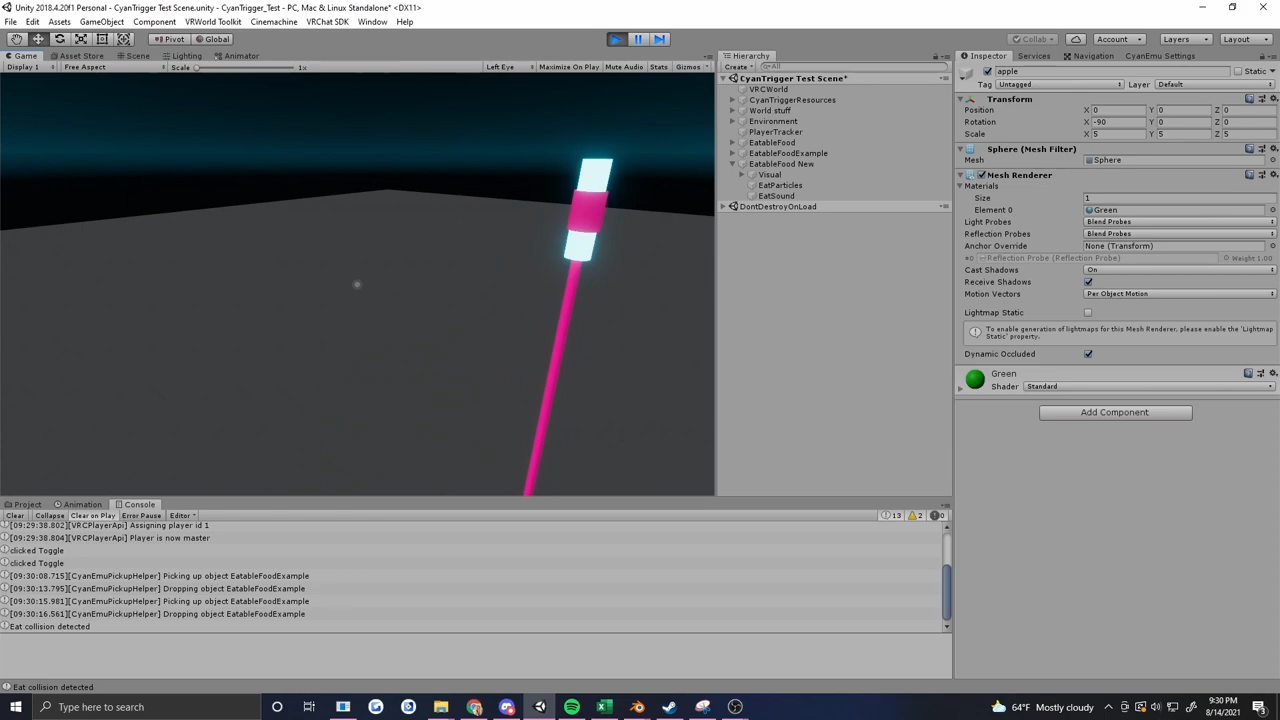 Unity 2018.4.20f1 Personal - CyanTrigger Test Scene.unity - CyanTrigger_Test - PC, Mac & Linux Standalone* <DX11>
File Edit Assets GameObject Component VRWorld Toolkit Cinemachine VRChat SDK Window Help
Pivot Global Collab Account Layers Layout
Game Asset Store Scene Lighting Animator
Display 1 Free Aspect Scale 1x Left Eye Maximize On Play Mute Audio Stats Gizmos
Hierarchy
Create All
CyanTrigger Test Scene*
VRCWorld
CyanTriggerResources
World stuff
Environment
PlayerTracker
EatableFood
EatableFoodExample
EatableFood New
Visual
EatParticles
EatSound
DontDestroyOnLoad
Inspector Services Navigation CyanEmu Settings
apple Static
Tag Untagged Layer Default
Transform
Position X 0 Y 0 Z 0
Rotation X -90 Y 0 Z 0
Scale X 5 Y 5 Z 5
Sphere (Mesh Filter)
Mesh Sphere
Mesh Renderer
Materials
Size 1
Element 0 Green
Light Probes Blend Probes
Reflection Probes Blend Probes
Anchor Override None (Transform)
#0 Reflection Probe (Reflection Probe) Weight 1.00
Cast Shadows On
Receive Shadows
Motion Vectors Per Object Motion
Lightmap Static
To enable generation of lightmaps for this Mesh Renderer, please enable the 'Lightmap
Static' property.
Dynamic Occluded
Green
Shader Standard
Add Component
Project Animation Console
Clear Collapse Clear on Play Error Pause Editor 13 2 0
[09:29:38.802][VRCPlayerApi] Assigning player id 1
[09:29:38.804][VRCPlayerApi] Player is now master
clicked Toggle
clicked Toggle
[09:30:08.715][CyanEmuPickupHelper] Picking up object EatableFoodExample
[09:30:13.795][CyanEmuPickupHelper] Dropping object EatableFoodExample
[09:30:15.981][CyanEmuPickupHelper] Picking up object EatableFoodExample
[09:30:16.561][CyanEmuPickupHelper] Dropping object EatableFoodExample
Eat collision detected
Eat collision detected
Type here to search
64°F Mostly cloudy
9:30 PM
8/14/2021